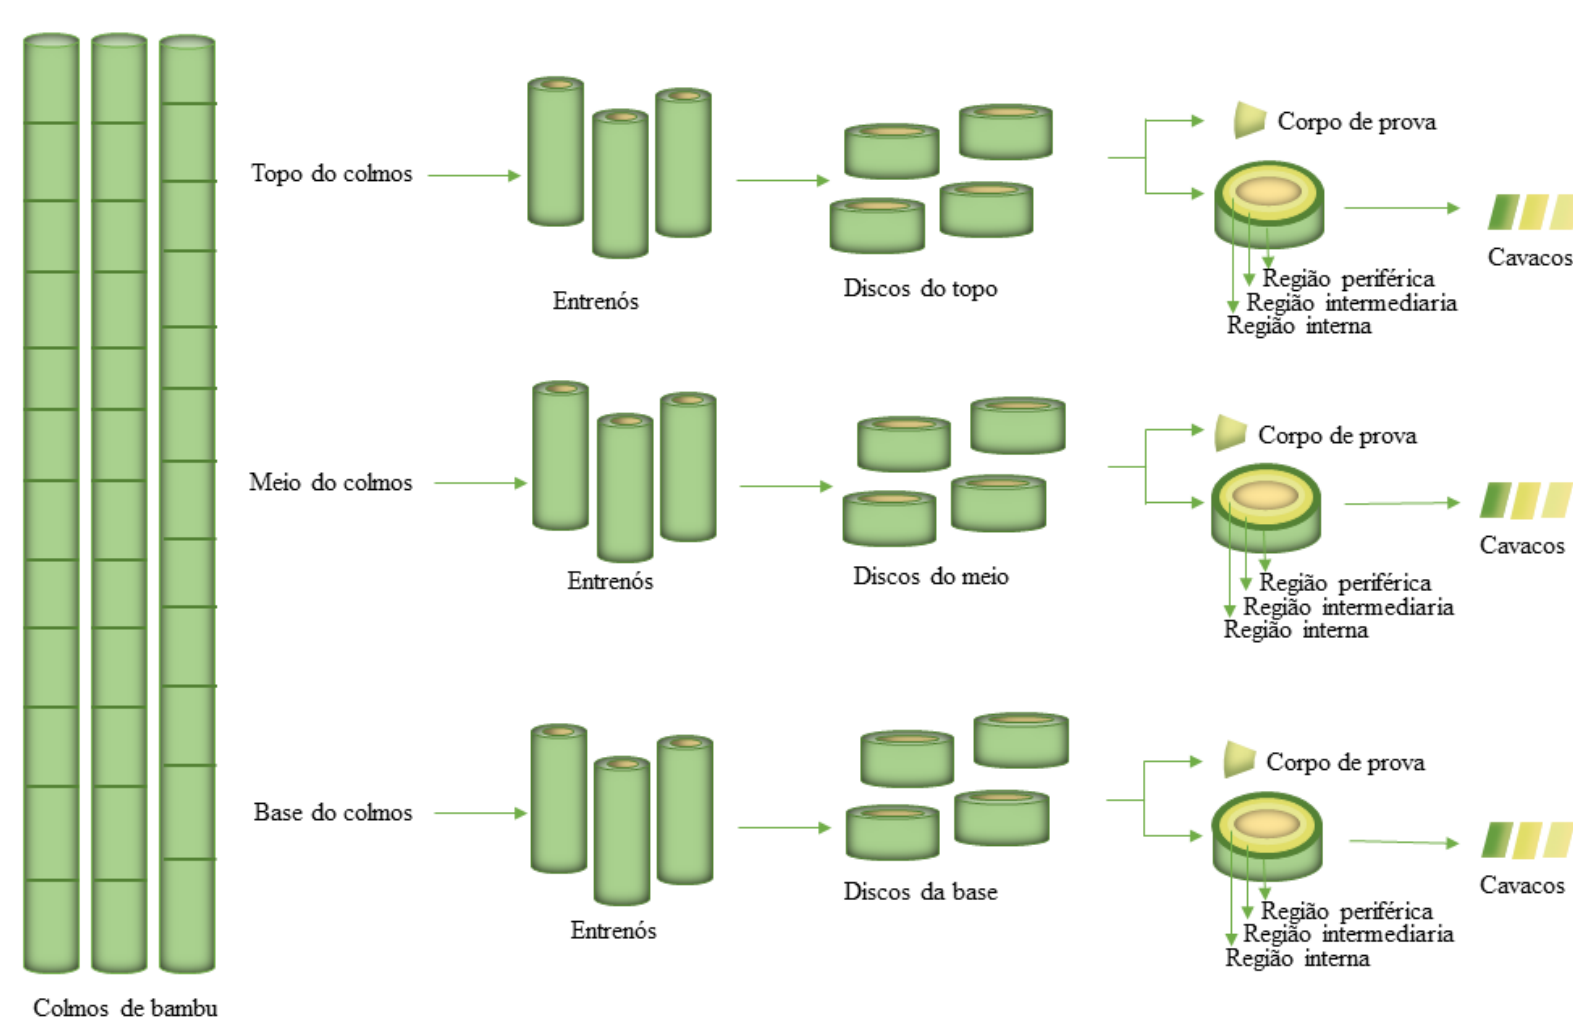 Topo do colmos
Entrenós
Discos do topo
Corpo de prova
Região periférica
Região intermediaria
Região interna
Cavacos
Meio do colmos
Entrenós
Discos do meio
Corpo de prova
Região periférica
Região intermediaria
Região interna
Cavacos
Base do colmos
Entrenós
Discos da base
Corpo de prova
Região periférica
Região intermediaria
Região interna
Cavacos
Colmos de bambu